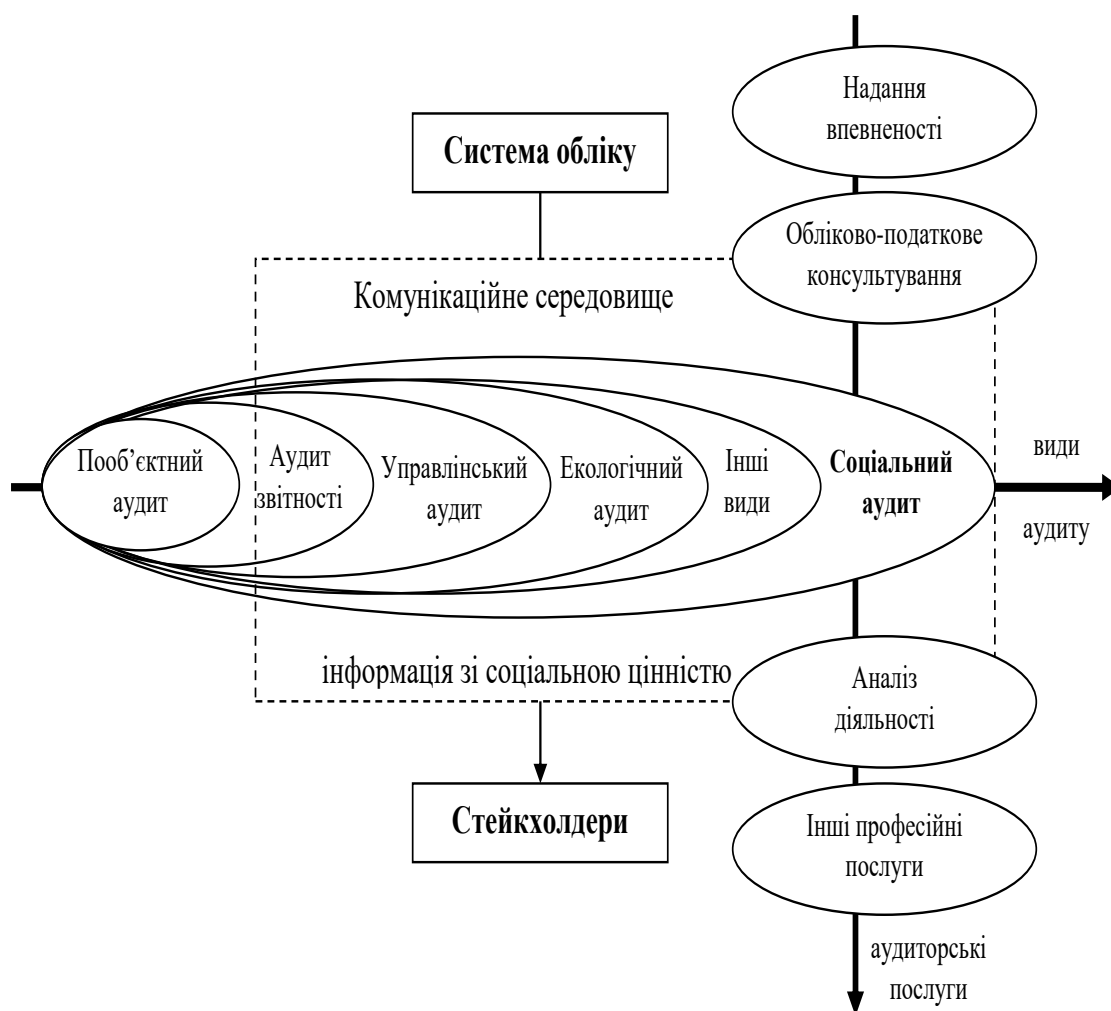 Надання
впевненості
Система обліку
Обліково-податкове
консультування
Комунікаційне середовище
Пооб’єктний
аудит
Аудит
звітності
Управлінський
аудит
Екологічний
аудит
Інші
види
Соціальний
аудит
види
аудиту
інформація зі соціальною цінністю
Аналіз
діяльності
Стейкхолдери
Інші професійні
послуги
аудиторські
послуги